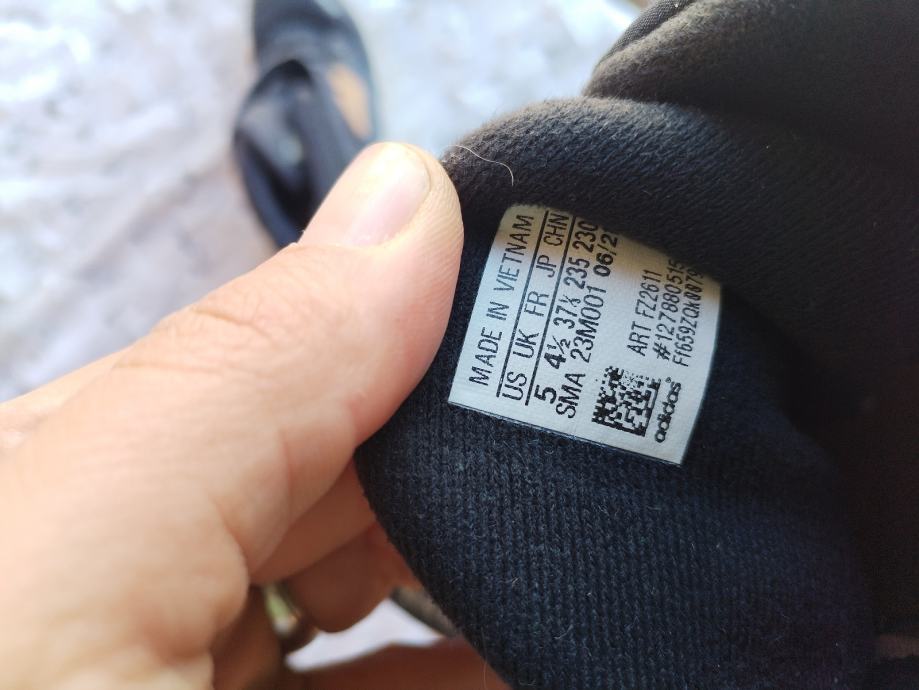 MADE IN VIETNAM
US UK FR JP CHN
5 4½ 37⅓ 235 230
SMA 23M001 06/2
ART FZ2611
#127980515
adidas